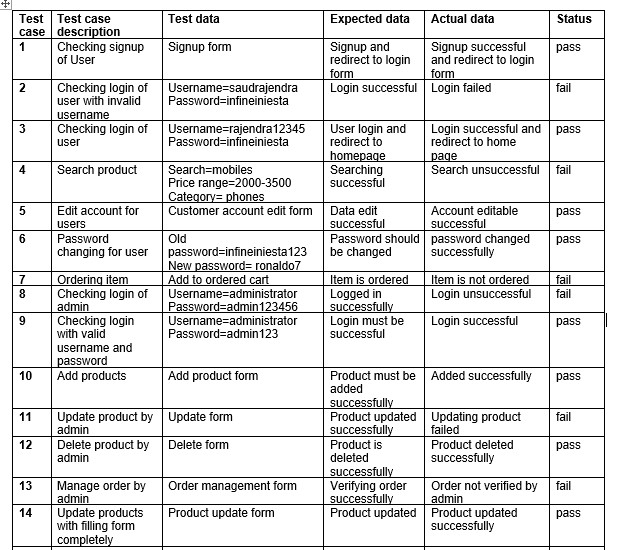 Test case Test case description Test data Expected data Actual data Status
1 Checking signup of User Signup form Signup and redirect to login form Signup successful and redirect to login form pass
2 Checking login of user with invalid username Username=saudrajendra Password=infineiniesta Login successful Login failed fail
3 Checking login of user Username=rajendra12345 Password=infineiniesta User login and redirect to homepage Login successful and redirect to home page pass
4 Search product Search=mobiles Price range=2000-3500 Category= phones Searching successful Search unsuccessful fail
5 Edit account for users Customer account edit form Data edit successful Account editable successful pass
6 Password changing for user Old password=infineiniesta123 New password= ronaldo7 Password should be changed password changed successfully pass
7 Ordering item Add to ordered cart Item is ordered Item is not ordered fail
8 Checking login of admin Username=administrator Password=admin123456 Logged in successfully Login unsuccessful fail
9 Checking login with valid username and password Username=administrator Password=admin123 Login must be successful Login successful pass
10 Add products Add product form Product must be added successfully Added successfully pass
11 Update product by admin Update form Product updated successfully Updating product failed fail
12 Delete product by admin Delete form Product is deleted successfully Product deleted successfully pass
13 Manage order by admin Order management form Verifying order successfully Order not verified by admin fail
14 Update products with filling form completely Product update form Product updated Product updated successfully pass